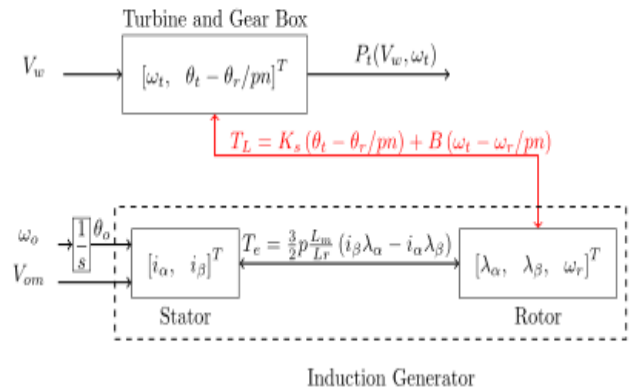 Turbine and Gear Box
V_w
[ω_t, θ_t − θ_r/pn]^T
P_t(V_w, ω_t)
T_L = K_s (θ_t − θ_r/pn) + B (ω_t − ω_r/pn)
ω_o
1/s
θ_o
V_om
[i_α, i_β]^T
T_e = 3/2 p L_m/Lr (i_β λ_α − i_α λ_β)
[λ_α, λ_β, ω_r]^T
Stator
Rotor
Induction Generator